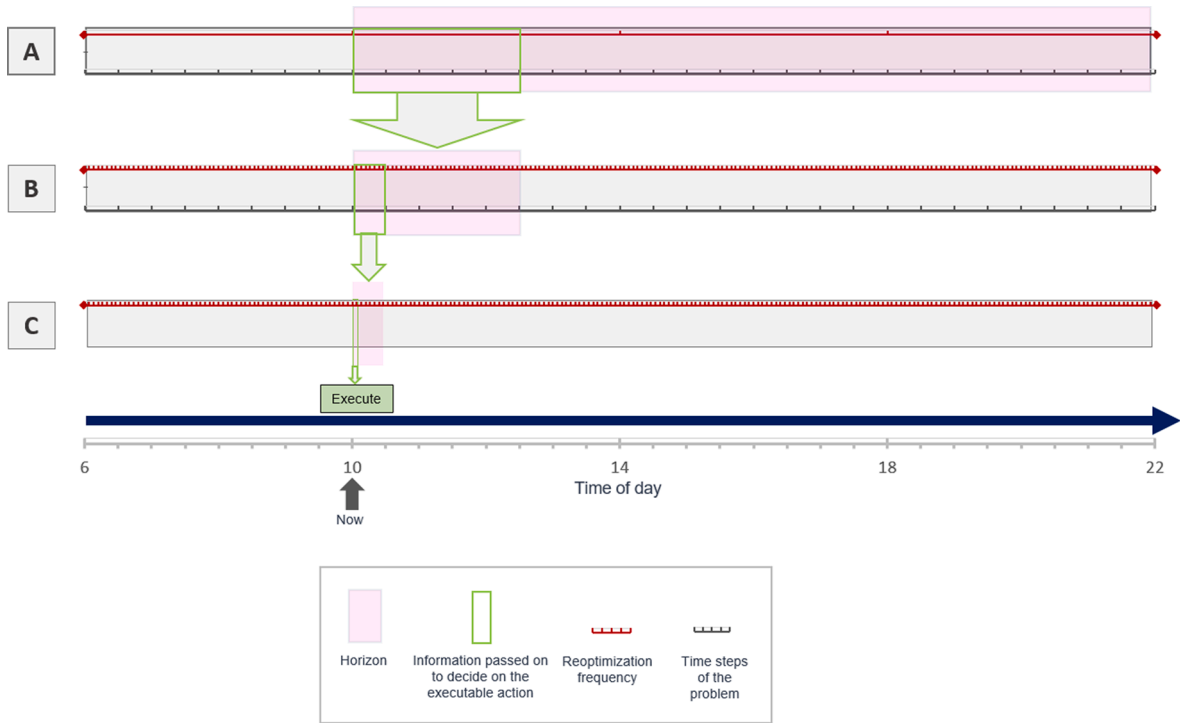 A
B
C
Execute
6 10 14 18 22
Time of day
Now
Horizon
Information passed on
to decide on the
executable action
Reoptimization
frequency
Time steps
of the
problem